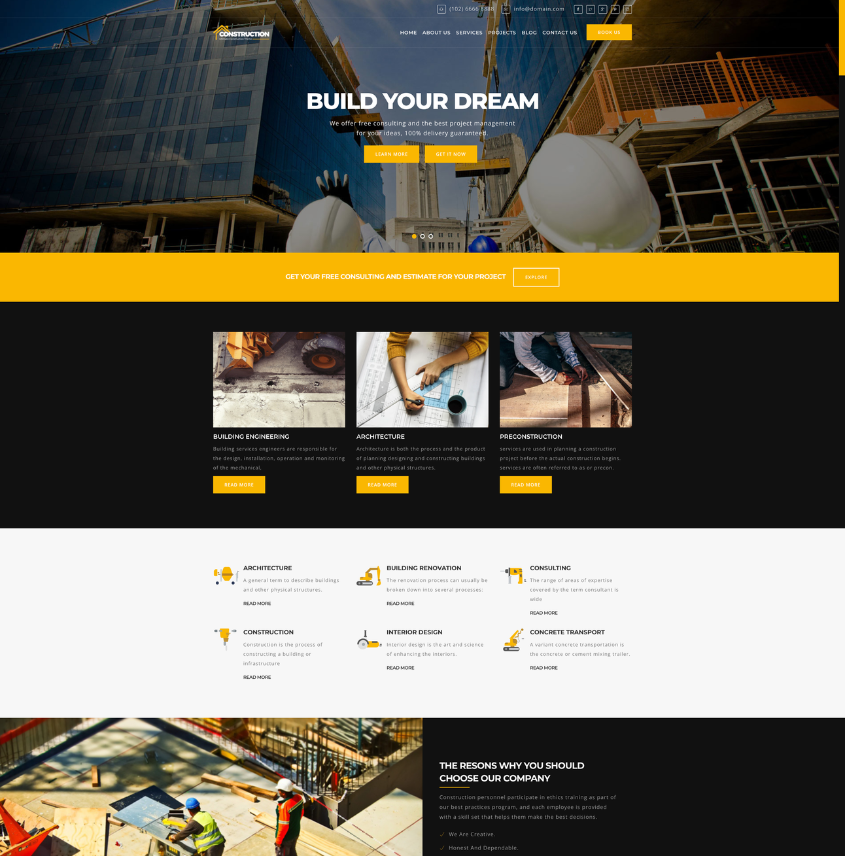 (102) 6666 8888 info@domain.com
CONSTRUCTION
HOME ABOUT US SERVICES PROJECTS BLOG CONTACT US BOOK US
BUILD YOUR DREAM
We offer free consulting and the best project management
for your ideas, 100% delivery guaranteed.
LEARN MORE GET IT NOW
GET YOUR FREE CONSULTING AND ESTIMATE FOR YOUR PROJECT EXPLORE
BUILDING ENGINEERING
Building services engineers are responsible for
the design, installation, operation and monitoring
of the mechanical,
READ MORE
ARCHITECTURE
Architecture is both the process and the product
of planning designing and constructing buildings
and other physical structures.
READ MORE
PRECONSTRUCTION
services are used in planning a construction
project before the actual construction begins,
services are often referred to as or precon.
READ MORE
ARCHITECTURE
A general term to describe buildings
and other physical structures.
READ MORE
BUILDING RENOVATION
The renovation process can usually be
broken down into several processes.
READ MORE
CONSULTING
The range of areas of expertise
covered by the term consultant is
wide
READ MORE
CONSTRUCTION
Construction is the process of
constructing a building or
infrastructure
READ MORE
INTERIOR DESIGN
Interior design is the art and science
of enhancing the interiors.
READ MORE
CONCRETE TRANSPORT
A variant concrete transportation is
the concrete or cement mixing trailer.
READ MORE
THE RESONS WHY YOU SHOULD
CHOOSE OUR COMPANY
Construction personnel participate in ethics training as part of
our best practices program, and each employee is provided
with a skill set that helps them make the best decisions.
We Are Creative.
Honest And Dependable.